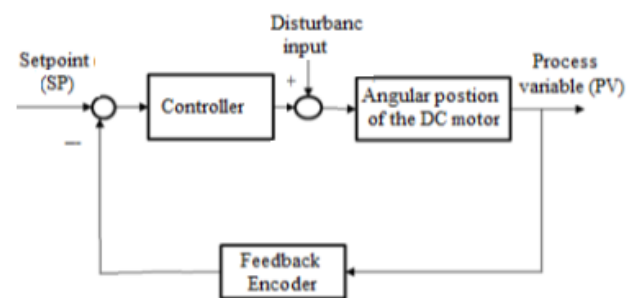 Disturbanc
input
Setpoint
(SP)
Process
variable (PV)
+
Controller
Angular postion
of the DC motor
—
Feedback
Encoder